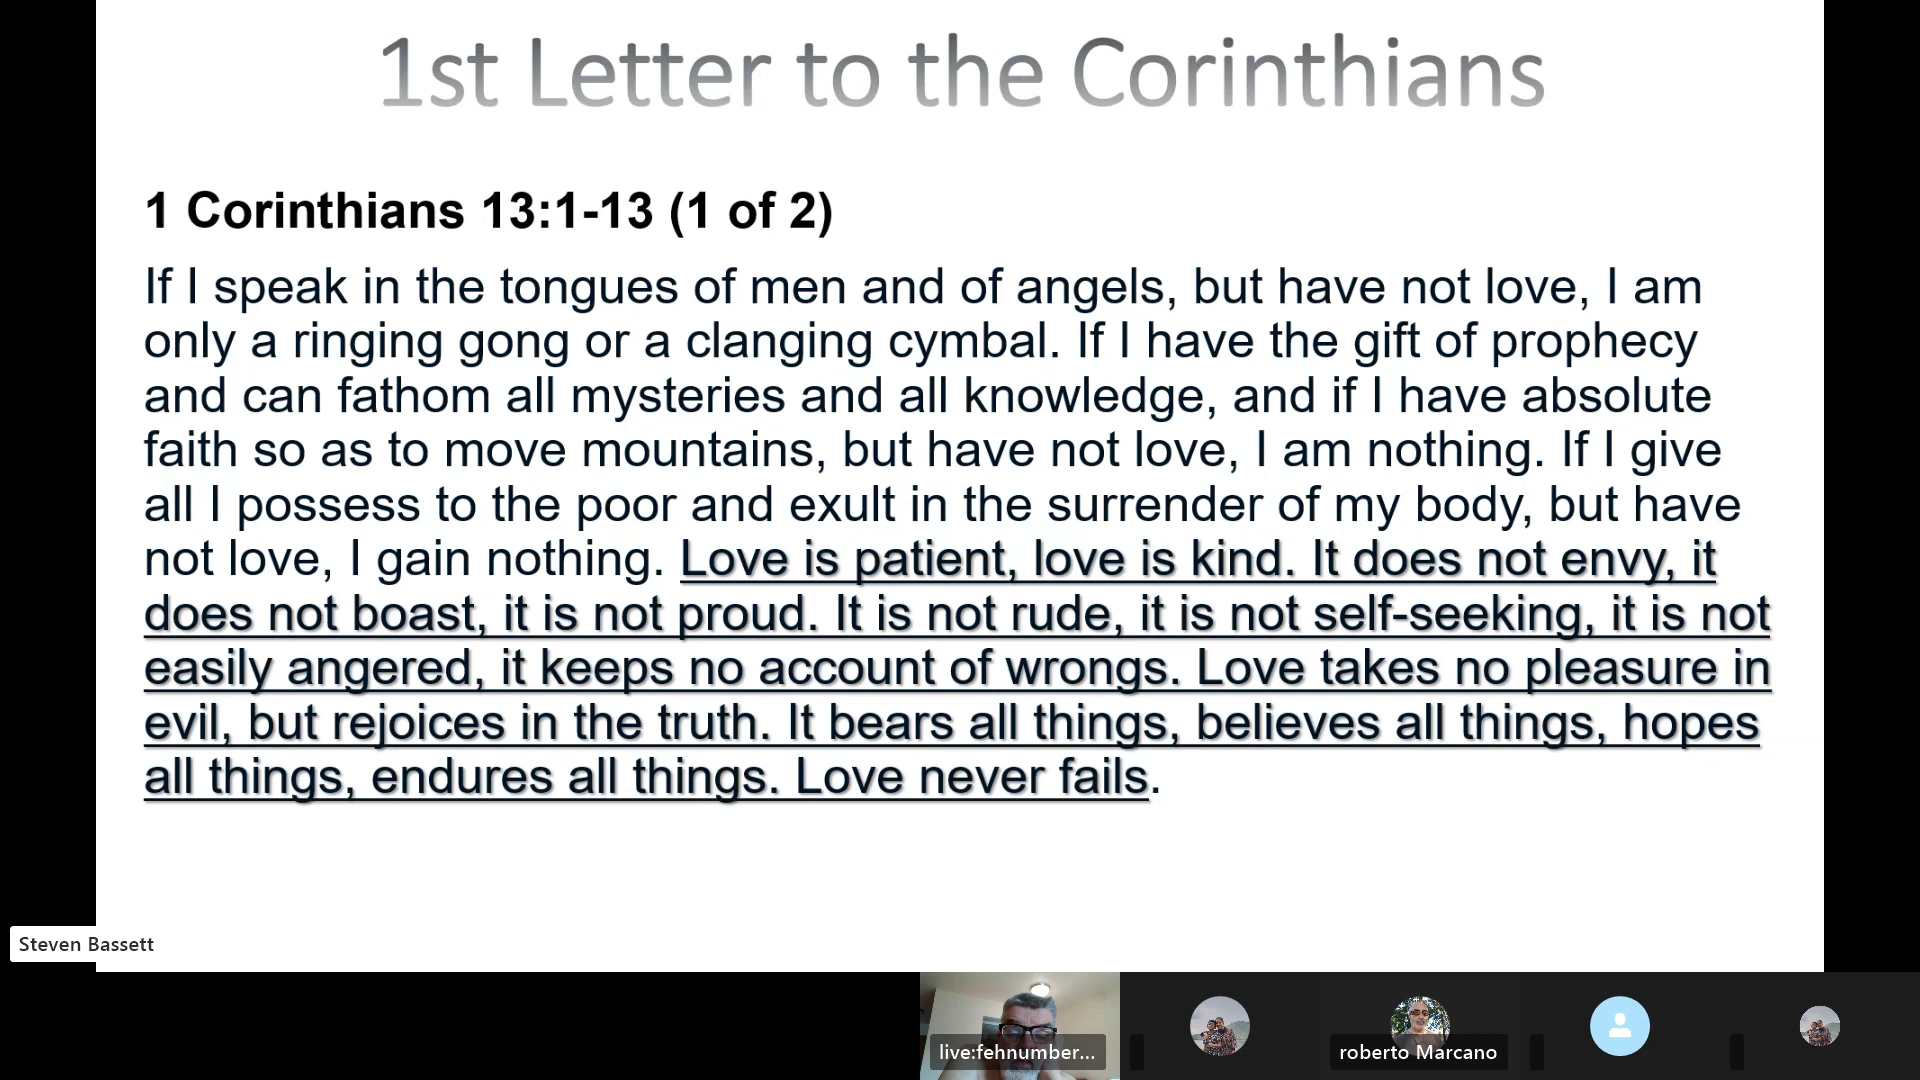 1st Letter to the Corinthians
1 Corinthians 13:1-13 (1 of 2)
If I speak in the tongues of men and of angels, but have not love, I am
only a ringing gong or a clanging cymbal. If I have the gift of prophecy
and can fathom all mysteries and all knowledge, and if I have absolute
faith so as to move mountains, but have not love, I am nothing. If I give
all I possess to the poor and exult in the surrender of my body, but have
not love, I gain nothing. Love is patient, love is kind. It does not envy, it
does not boast, it is not proud. It is not rude, it is not self-seeking, it is not
easily angered, it keeps no account of wrongs. Love takes no pleasure in
evil, but rejoices in the truth. It bears all things, believes all things, hopes
all things, endures all things. Love never fails.
Steven Bassett
live:fehnumber...
roberto Marcano